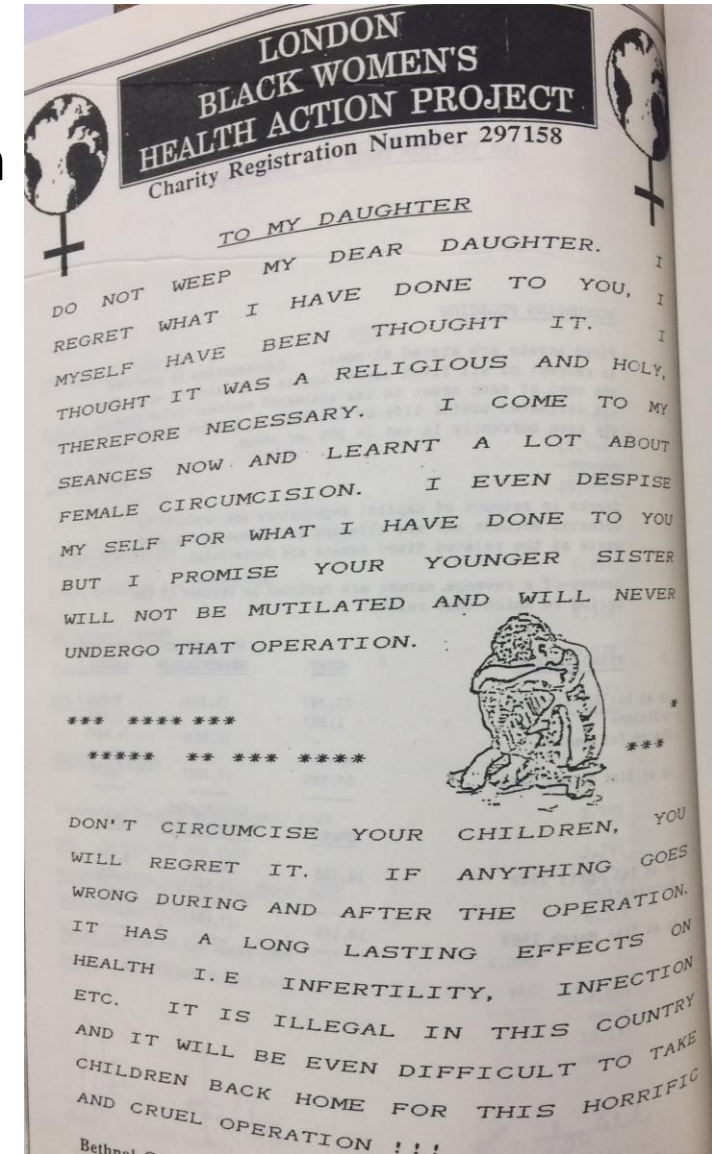 LONDON
BLACK WOMEN'S
HEALTH ACTION PROJECT
Charity Registration Number 297158
TO MY DAUGHTER
DO NOT WEEP MY DEAR DAUGHTER. I
REGRET WHAT I HAVE DONE TO YOU, I
MYSELF HAVE BEEN THOUGHT IT. I
THOUGHT IT WAS A RELIGIOUS AND HOLY,
THEREFORE NECESSARY. I COME TO MY
SEANCES NOW AND LEARNT A LOT ABOUT
FEMALE CIRCUMCISION. I EVEN DESPISE
MY SELF FOR WHAT I HAVE DONE TO YOU
BUT I PROMISE YOUR YOUNGER SISTER
WILL NOT BE MUTILATED AND WILL NEVER
UNDERGO THAT OPERATION.
*** **** *** *
***** ** *** **** ***
DON'T CIRCUMCISE YOUR CHILDREN, YOU
WILL REGRET IT. IF ANYTHING GOES
WRONG DURING AND AFTER THE OPERATION.
IT HAS A LONG LASTING EFFECTS ON
HEALTH I.E INFERTILITY, INFECTION
ETC. IT IS ILLEGAL IN THIS COUNTRY
AND IT WILL BE EVEN DIFFICULT TO TAKE
CHILDREN BACK HOME FOR THIS HORRIFIC
AND CRUEL OPERATION !!!